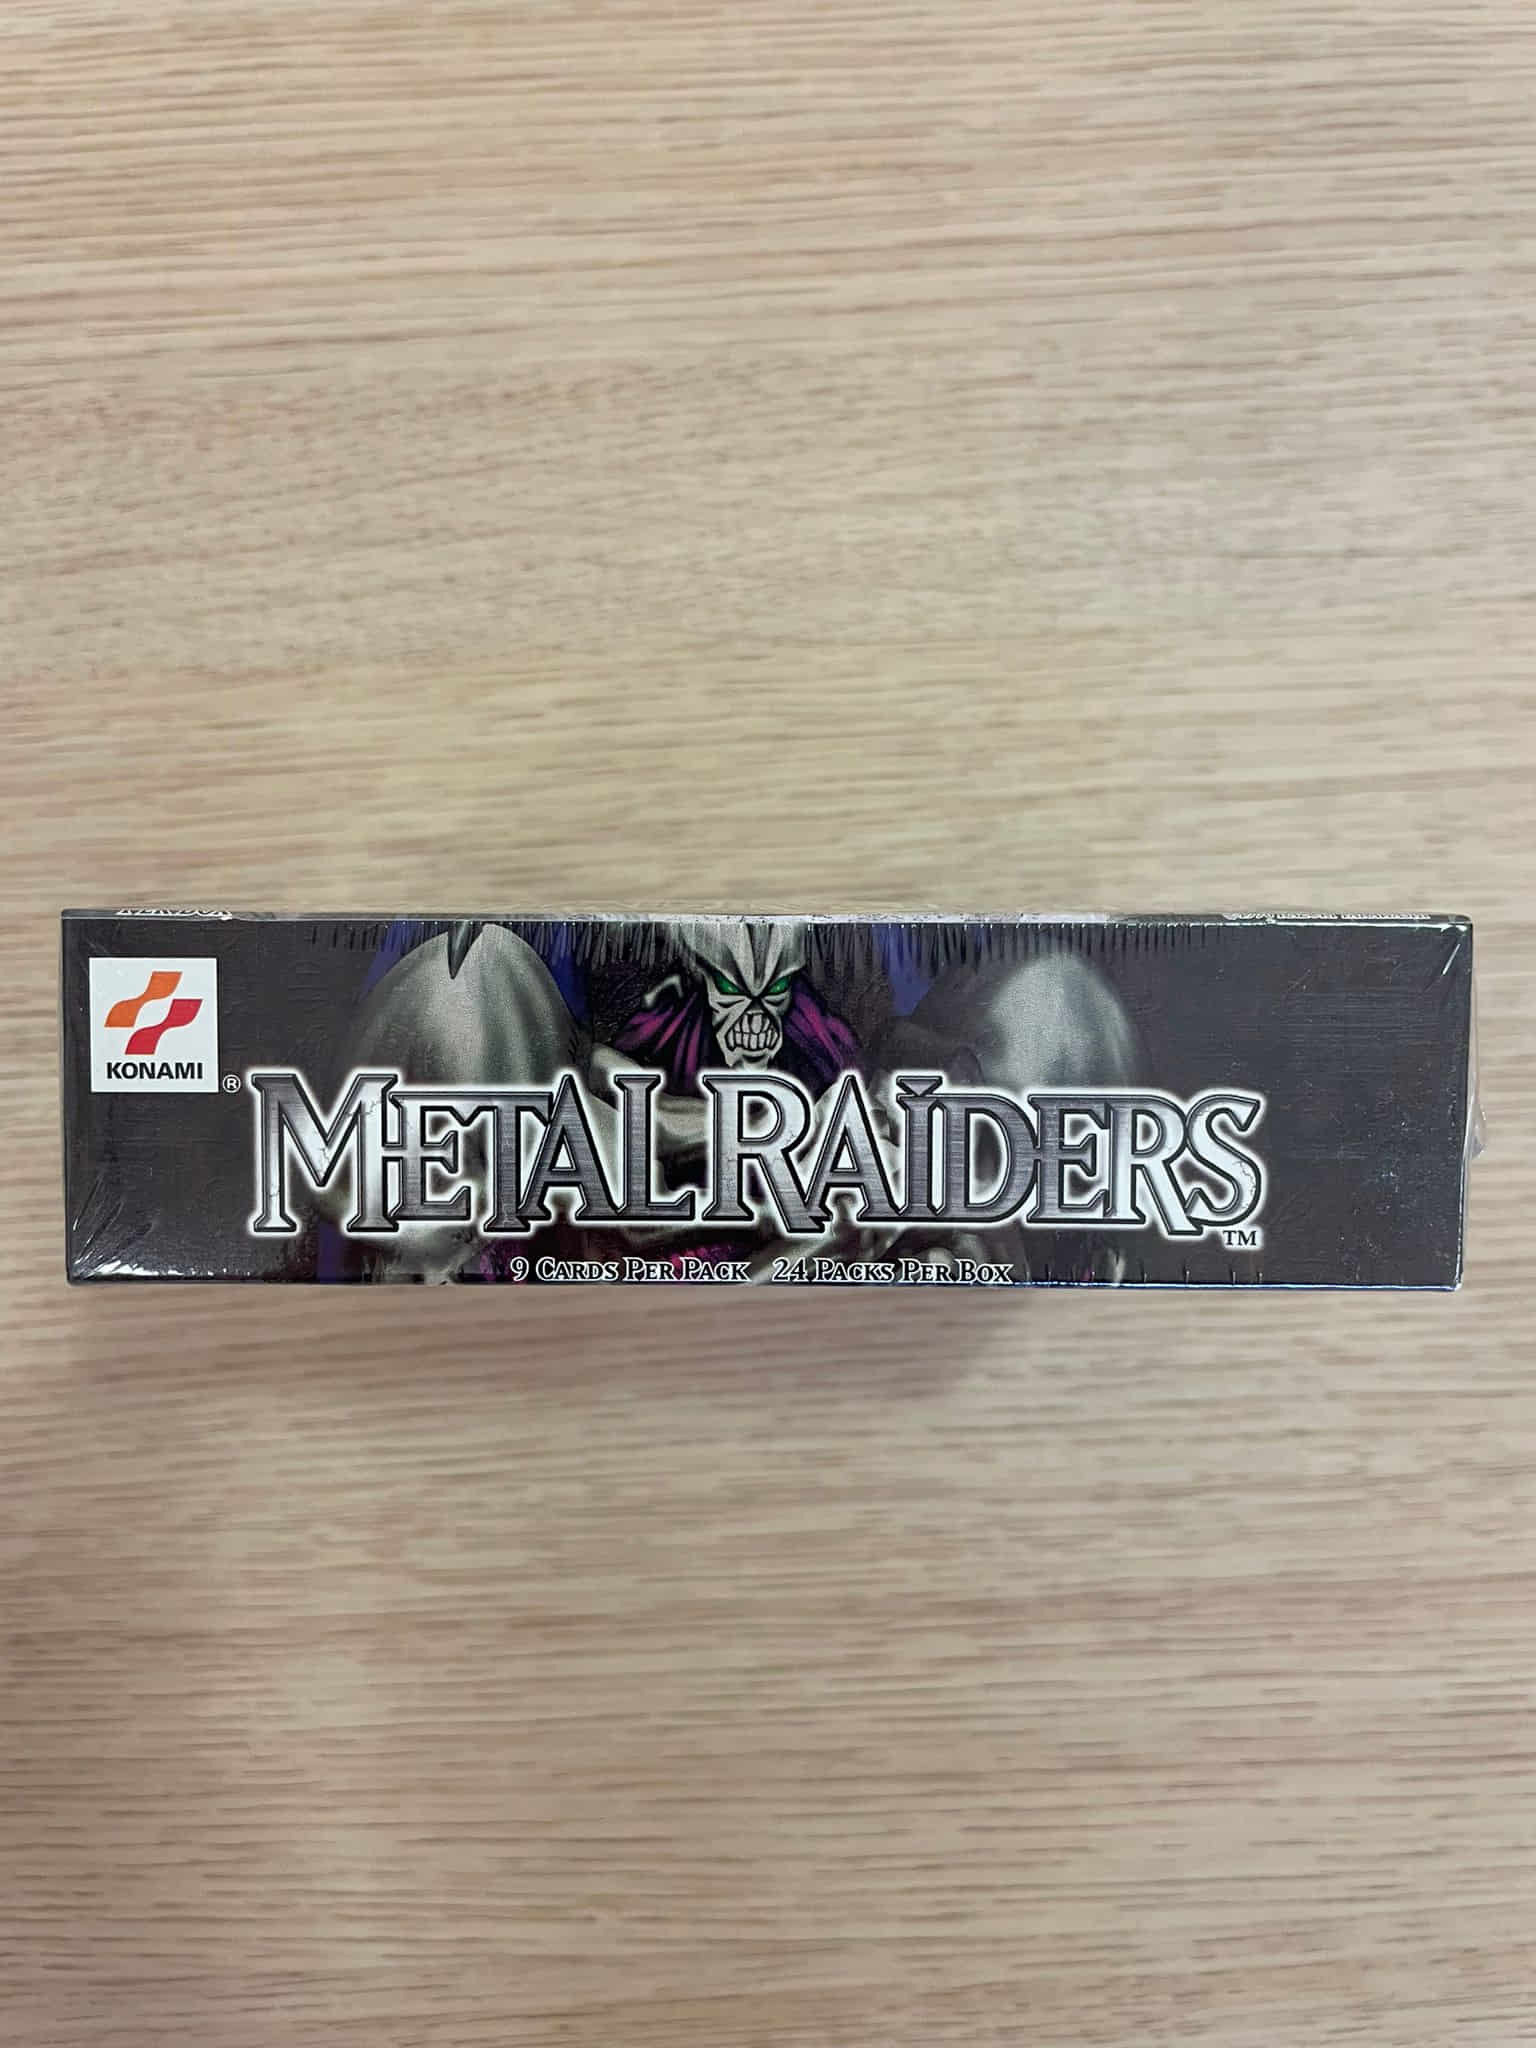 KONAMI
®
METAL RAIDERS
TM
9 CARDS PER PACK 24 PACKS PER BOX